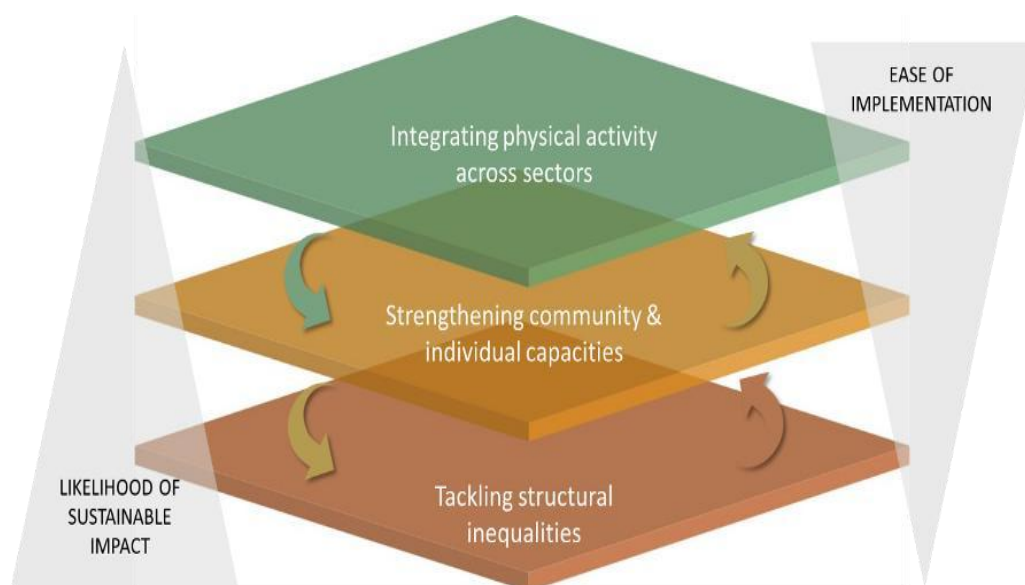 EASE OF
IMPLEMENTATION
Integrating physical activity
across sectors
Strengthening community &
individual capacities
Tackling structural
inequalities
LIKELIHOOD OF
SUSTAINABLE
IMPACT